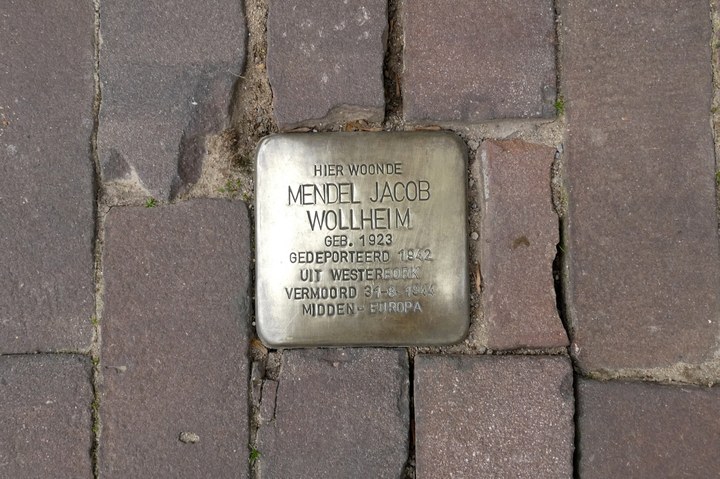 HIER WOONDE
MENDEL JACOB
WOLLHEIM
GEB. 1923
GEDEPORTEERD 1942
UIT WESTERBORK
VERMOORD
MIDDEN-EUROPA